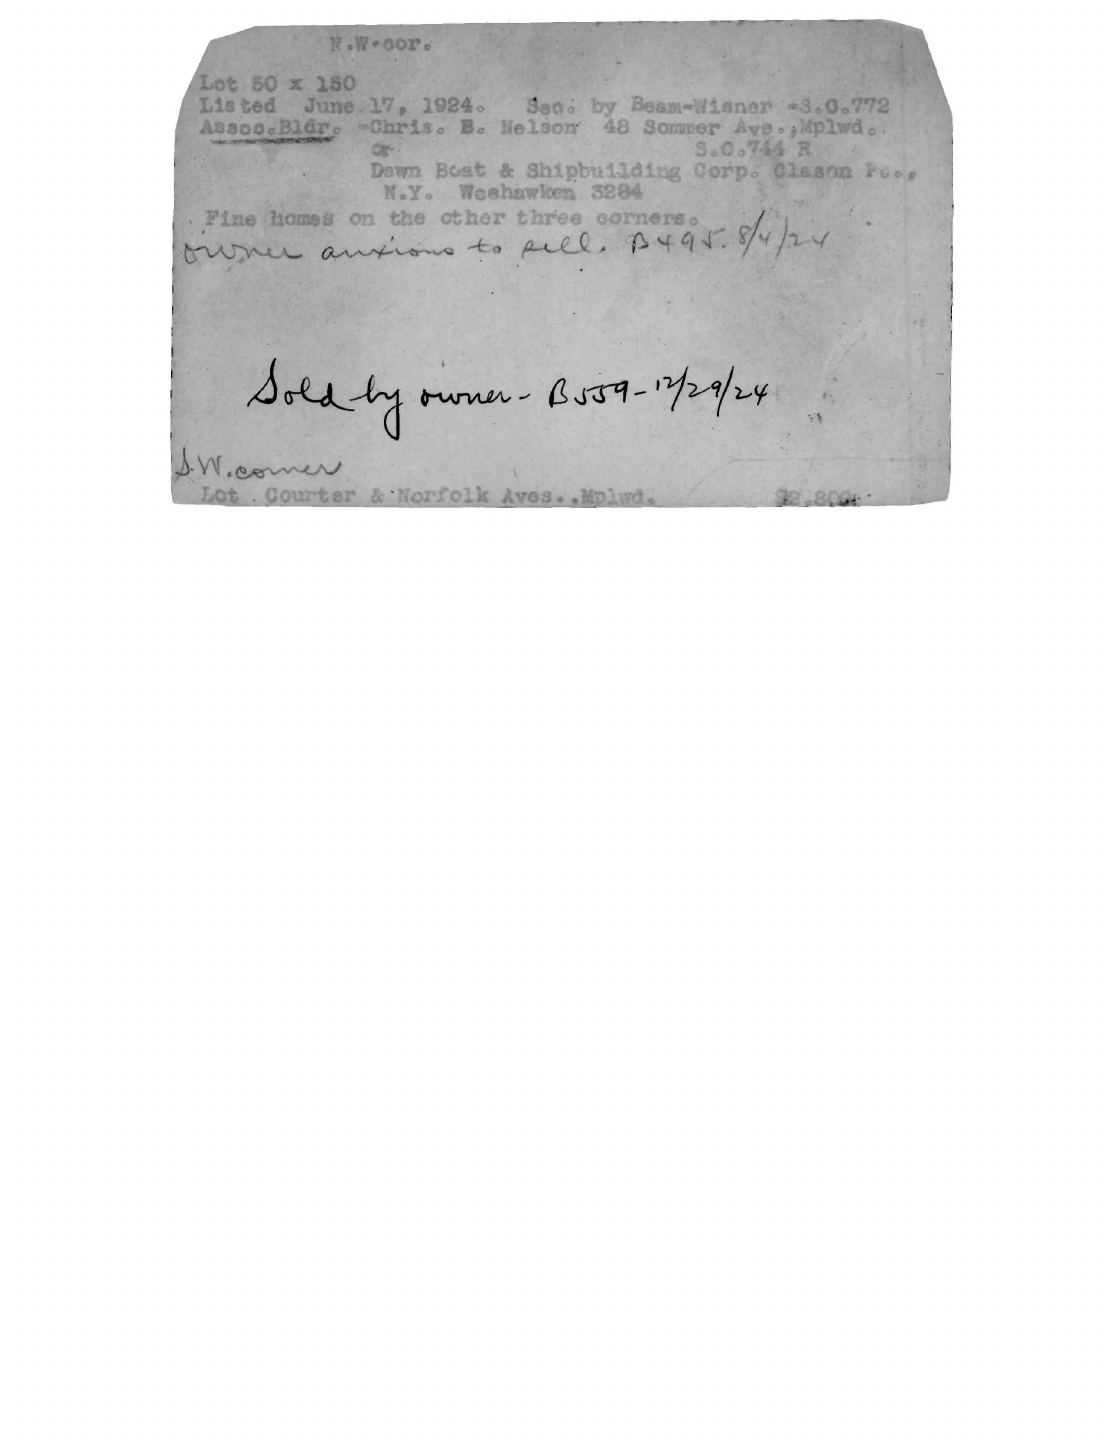 N.W.cor.
Lot 50 x 150
Listed June 17, 1924. Sec. by Beam-Wisner -S.O.772
Assoc.Bldr. -Chris. B. Nelson 48 Sommer Ave.,Mplwd.
or S.O.744 R
Dawn Boat & Shipbuilding Corp. Clason Pt.,
N.Y. Weehawken 3284
Fine homes on the other three corners.
owner anxious to sell. B495. 8/4/24
Sold by owner - B559 - 12/29/24
S.W. corner
Lot Courter & Norfolk Aves.,Mplwd. $2,800